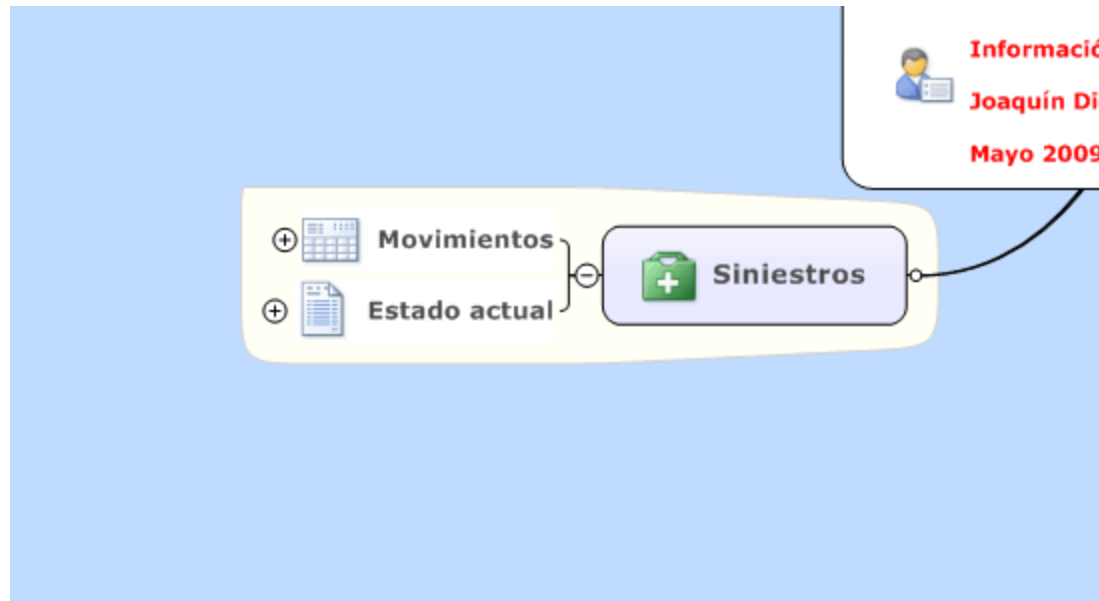 Informació
Joaquín Di
Mayo 2009
Movimientos
Siniestros
Estado actual